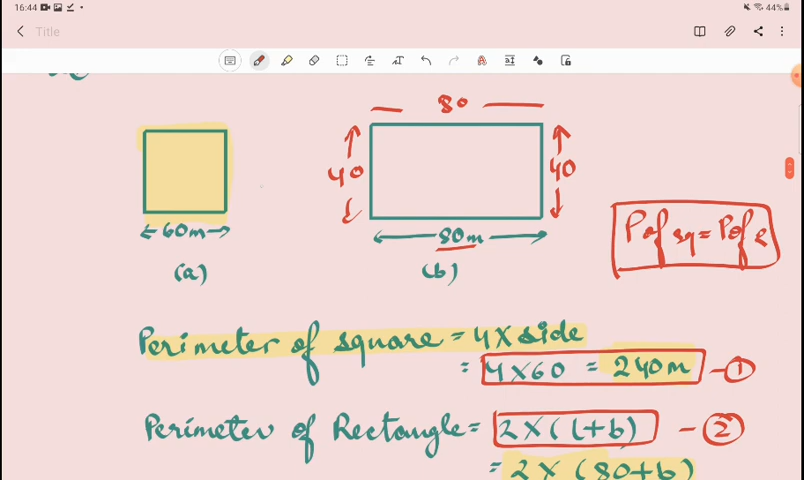 16:44 44%
Title
80
40 40
60m
80m
P of sq = P of R
(a) (b)
Perimeter of square = 4 x side
= 4 x 60 = 240m - 1
Perimeter of Rectangle = 2 x (l+b) - 2
= 2 x (80+b)